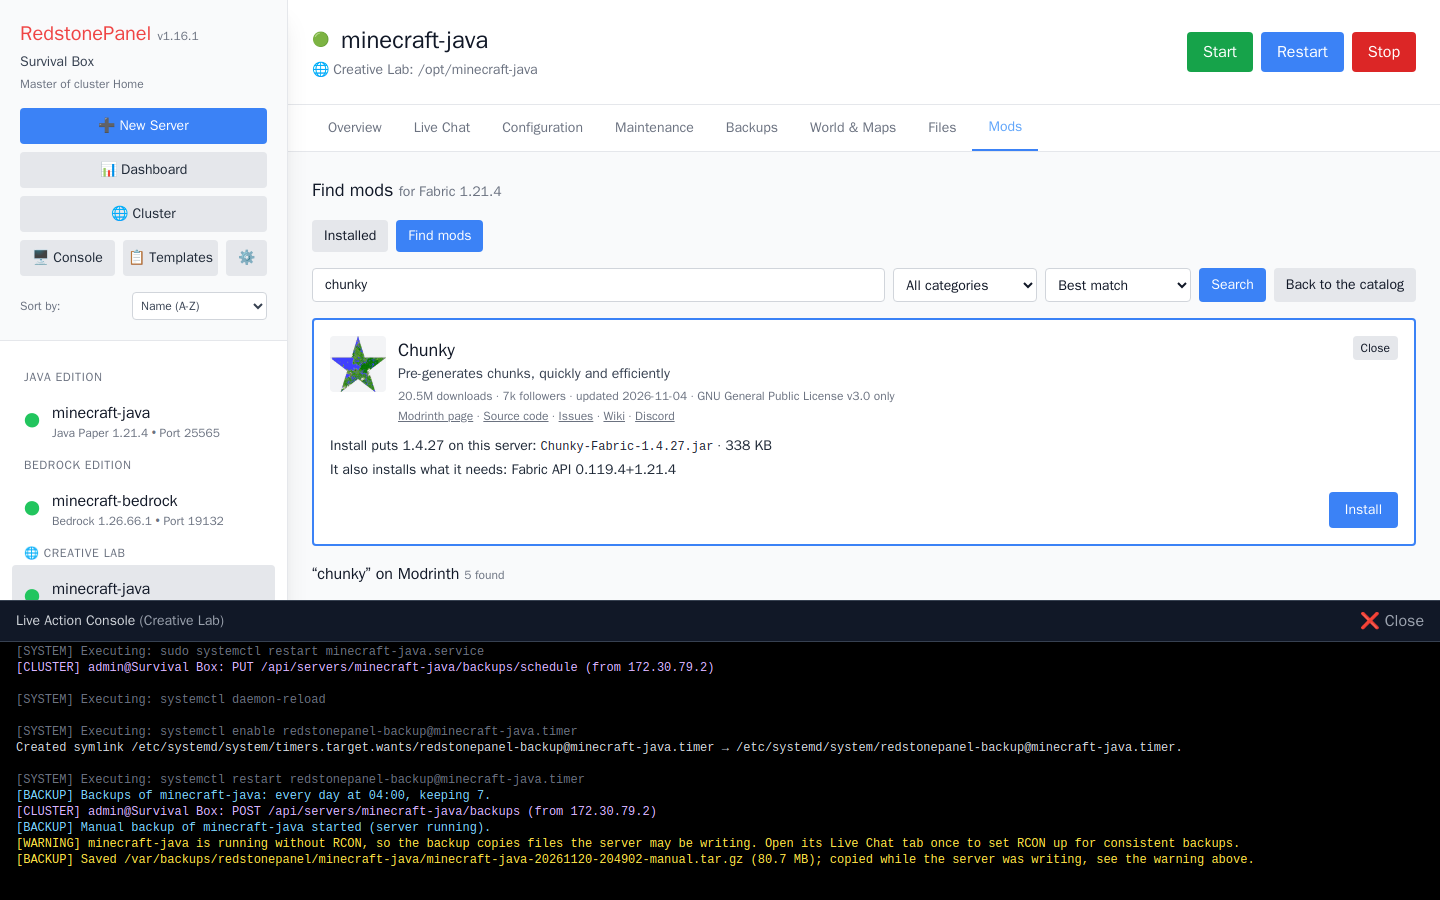 RedstonePanel v1.16.1
Survival Box
Master of cluster Home
➕ New Server
📊 Dashboard
🌐 Cluster
🖥️ Console
📋 Templates
⚙️
Sort by:
Name (A-Z)
JAVA EDITION
minecraft-java
Java Paper 1.21.4 • Port 25565
BEDROCK EDITION
minecraft-bedrock
Bedrock 1.26.66.1 • Port 19132
🌐 CREATIVE LAB
minecraft-java
minecraft-java
🌐 Creative Lab: /opt/minecraft-java
Start
Restart
Stop
Overview
Live Chat
Configuration
Maintenance
Backups
World & Maps
Files
Mods
Find mods for Fabric 1.21.4
Installed
Find mods
chunky
All categories
Best match
Search
Back to the catalog
Chunky
Close
Pre-generates chunks, quickly and efficiently
20.5M downloads · 7k followers · updated 2026-11-04 · GNU General Public License v3.0 only
Modrinth page · Source code · Issues · Wiki · Discord
Install puts 1.4.27 on this server: Chunky-Fabric-1.4.27.jar · 338 KB
It also installs what it needs: Fabric API 0.119.4+1.21.4
Install
“chunky” on Modrinth 5 found
Live Action Console (Creative Lab)
❌ Close
[SYSTEM] Executing: sudo systemctl restart minecraft-java.service
[CLUSTER] admin@Survival Box: PUT /api/servers/minecraft-java/backups/schedule (from 172.30.79.2)
[SYSTEM] Executing: systemctl daemon-reload
[SYSTEM] Executing: systemctl enable redstonepanel-backup@minecraft-java.timer
Created symlink /etc/systemd/system/timers.target.wants/redstonepanel-backup@minecraft-java.timer → /etc/systemd/system/redstonepanel-backup@minecraft-java.timer.
[SYSTEM] Executing: systemctl restart redstonepanel-backup@minecraft-java.timer
[BACKUP] Backups of minecraft-java: every day at 04:00, keeping 7.
[CLUSTER] admin@Survival Box: POST /api/servers/minecraft-java/backups (from 172.30.79.2)
[BACKUP] Manual backup of minecraft-java started (server running).
[WARNING] minecraft-java is running without RCON, so the backup copies files the server may be writing. Open its Live Chat tab once to set RCON up for consistent backups.
[BACKUP] Saved /var/backups/redstonepanel/minecraft-java/minecraft-java-20261120-204902-manual.tar.gz (80.7 MB); copied while the server was writing, see the warning above.